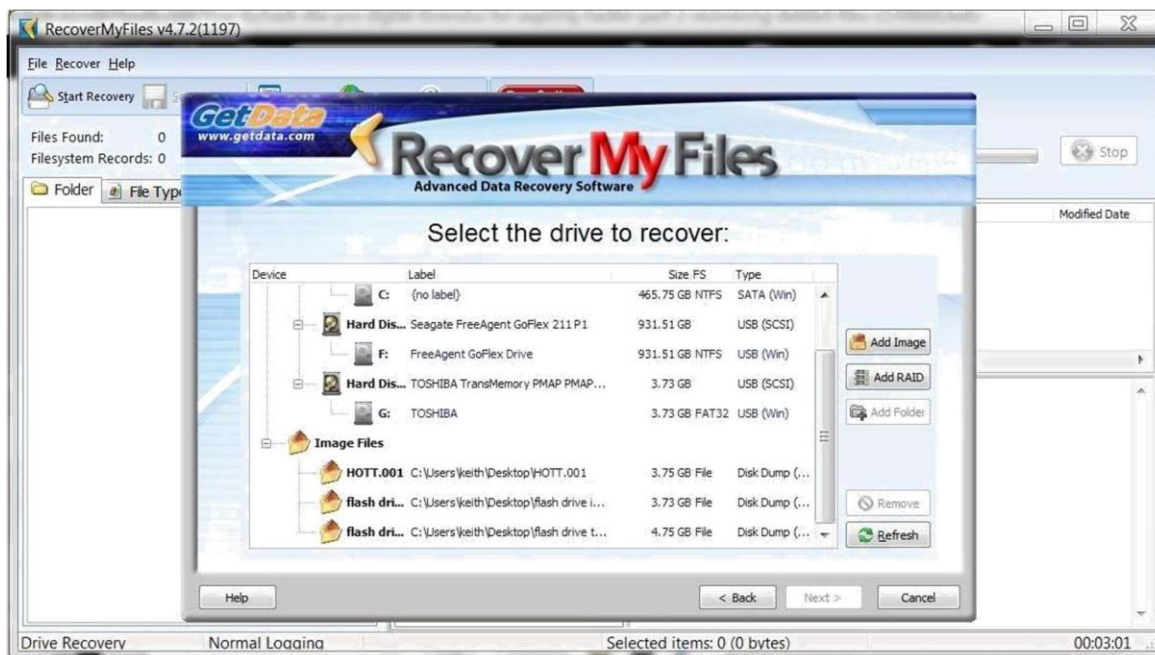 RecoverMyFiles v4.7.2(1197)
File Recover Help
Start Recovery
Files Found: 0
Filesystem Records: 0
Stop
Folder File Type
Modified Date
GetData
www.getdata.com
Recover My Files
Advanced Data Recovery Software
Select the drive to recover:
Device Label Size FS Type
C: {no label} 465.75 GB NTFS SATA (Win)
Hard Dis... Seagate FreeAgent GoFlex 211 P1 931.51 GB USB (SCSI)
F: FreeAgent GoFlex Drive 931.51 GB NTFS USB (Win)
Hard Dis... TOSHIBA TransMemory PMAP PMAP... 3.73 GB USB (SCSI)
G: TOSHIBA 3.73 GB FAT32 USB (Win)
Image Files
HOTT.001 C:\Users\keith\Desktop\HOTT.001 3.75 GB File Disk Dump (...
flash dri... C:\Users\keith\Desktop\flash drive i... 3.73 GB File Disk Dump (...
flash dri... C:\Users\keith\Desktop\flash drive t... 4.75 GB File Disk Dump (...
Add Image
Add RAID
Add Folder
Remove
Refresh
Help < Back Next > Cancel
Drive Recovery Normal Logging Selected items: 0 (0 bytes) 00:03:01